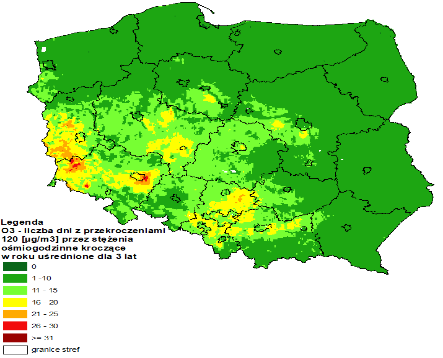 Legenda
O3 - liczba dni z przekroczeniami
120 [µg/m3] przez stężenia
ośmiogodzinne kroczące
w roku uśrednione dla 3 lat
0
1 -10
11 - 15
16 - 20
21 - 25
26 - 30
>= 31
granice stref